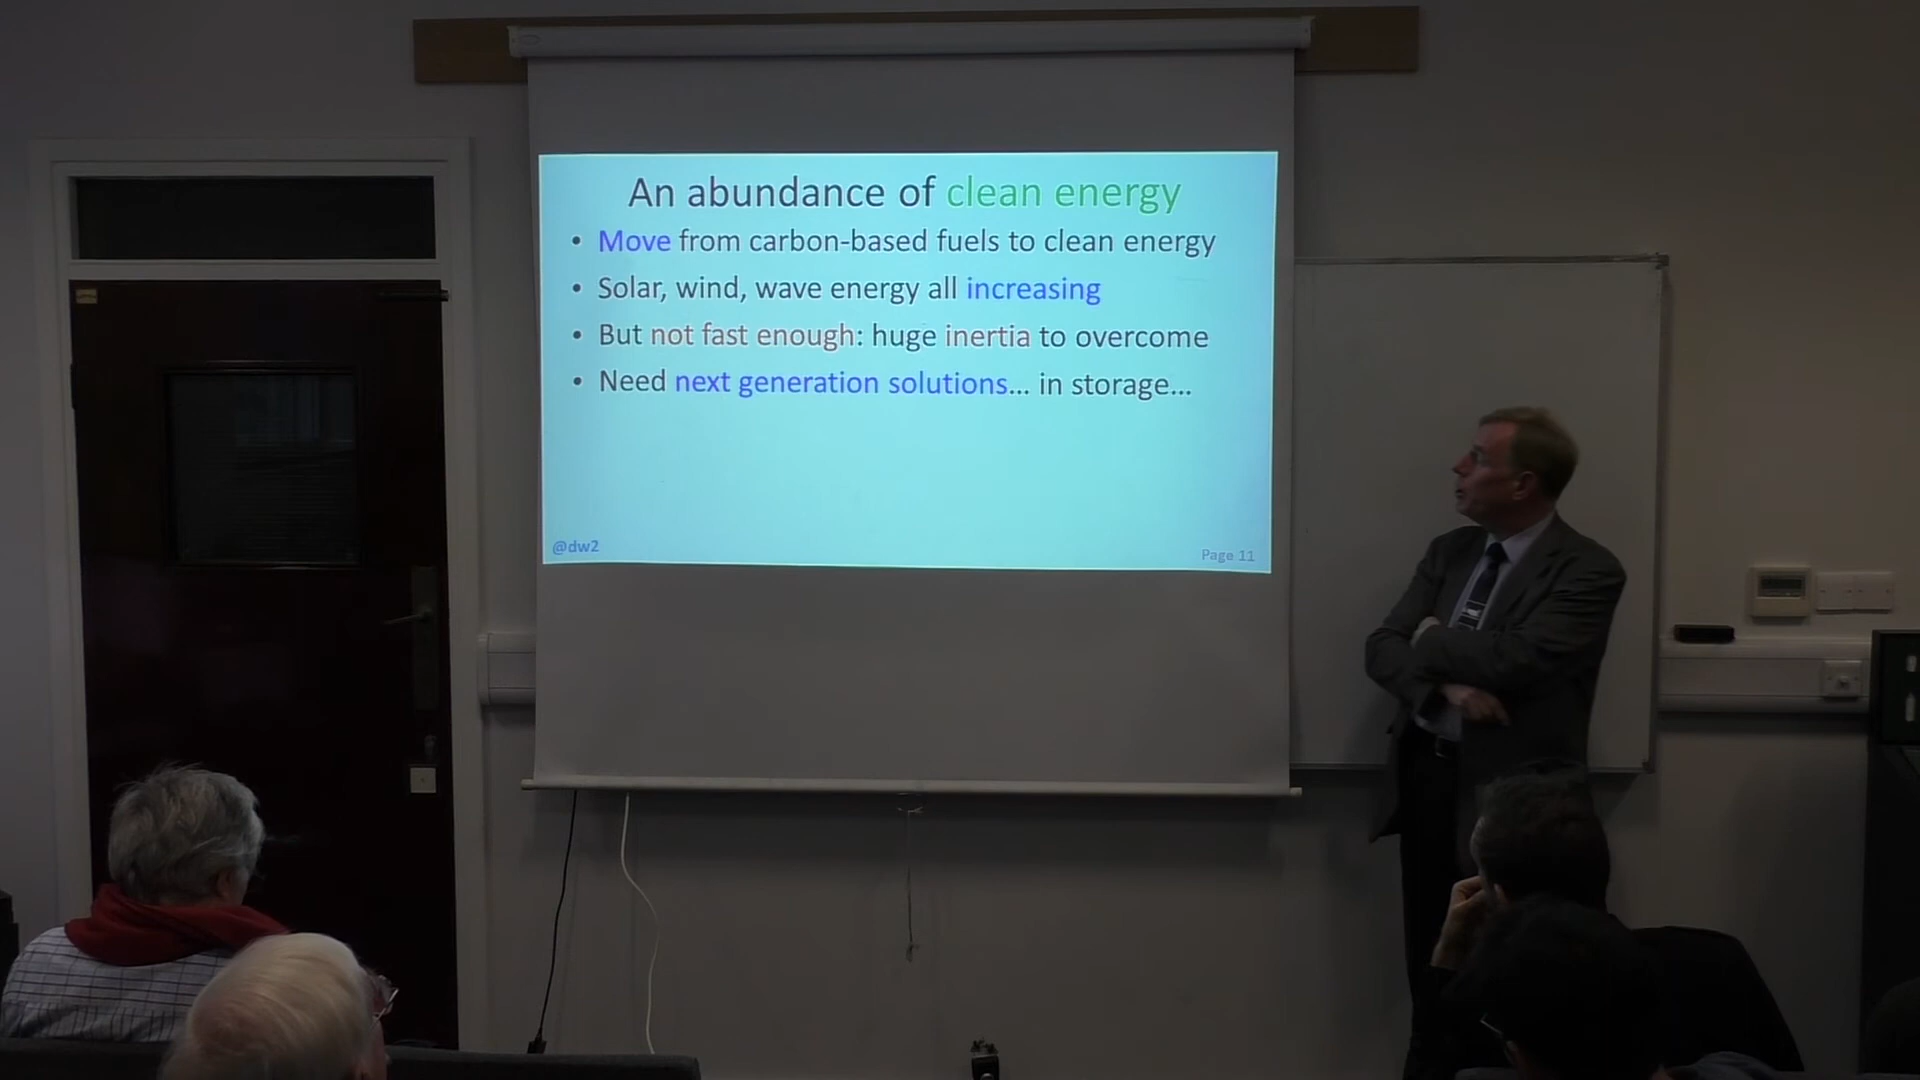 An abundance of clean energy
• Move from carbon-based fuels to clean energy
• Solar, wind, wave energy all increasing
• But not fast enough: huge inertia to overcome
• Need next generation solutions... in storage...
@dw2
Page 11